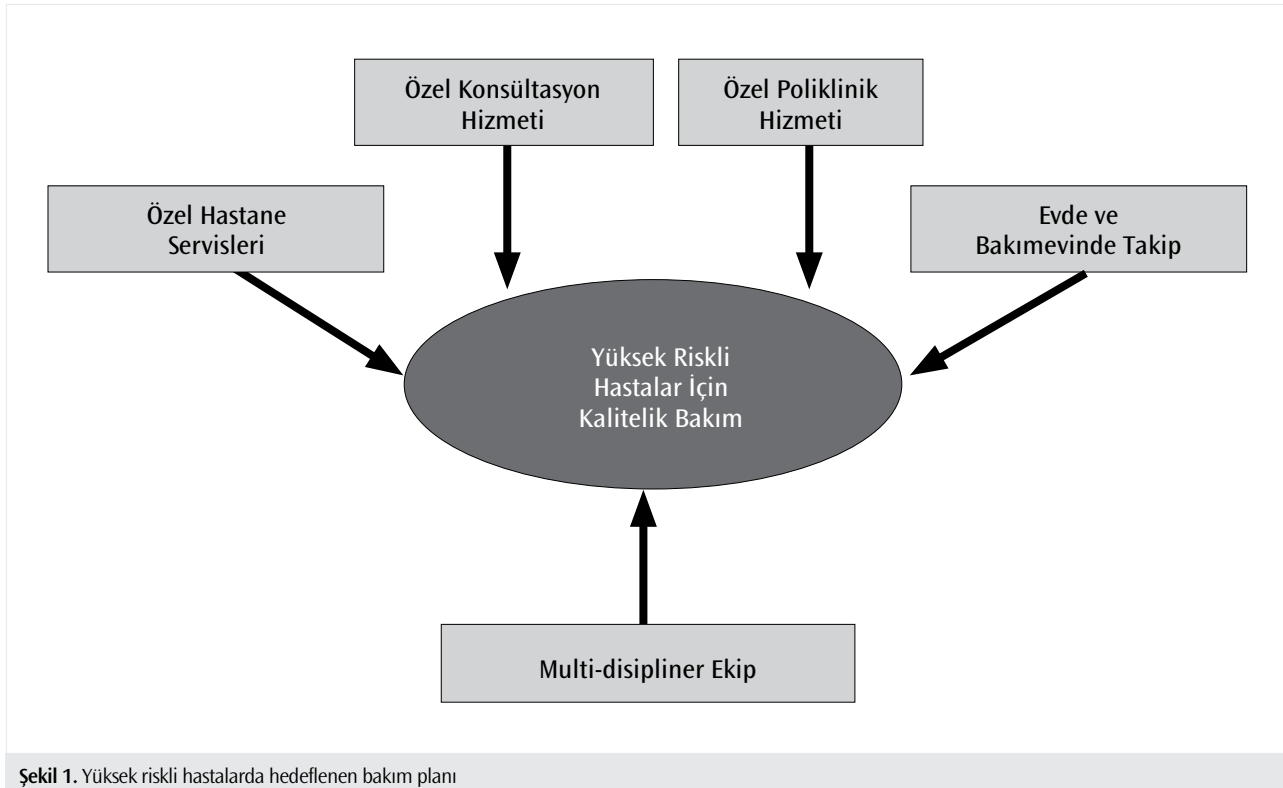 Özel Konsültasyon
Hizmeti
Özel Poliklinik
Hizmeti
Özel Hastane
Servisleri
Evde ve
Bakımevinde Takip
Yüksek Riskli
Hastalar İçin
Kalitelik Bakım
Multi-disipliner Ekip
Şekil 1. Yüksek riskli hastalarda hedeflenen bakım planı